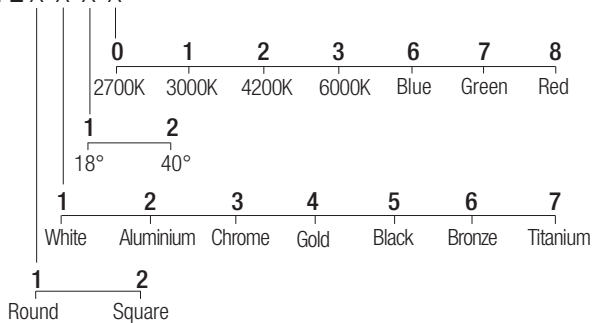 0 1 2 3 6 7 8
2700K 3000K 4200K 6000K Blue Green Red
1 2
18° 40°
1 2 3 4 5 6 7
White Aluminium Chrome Gold Black Bronze Titanium
1 2
Round Square